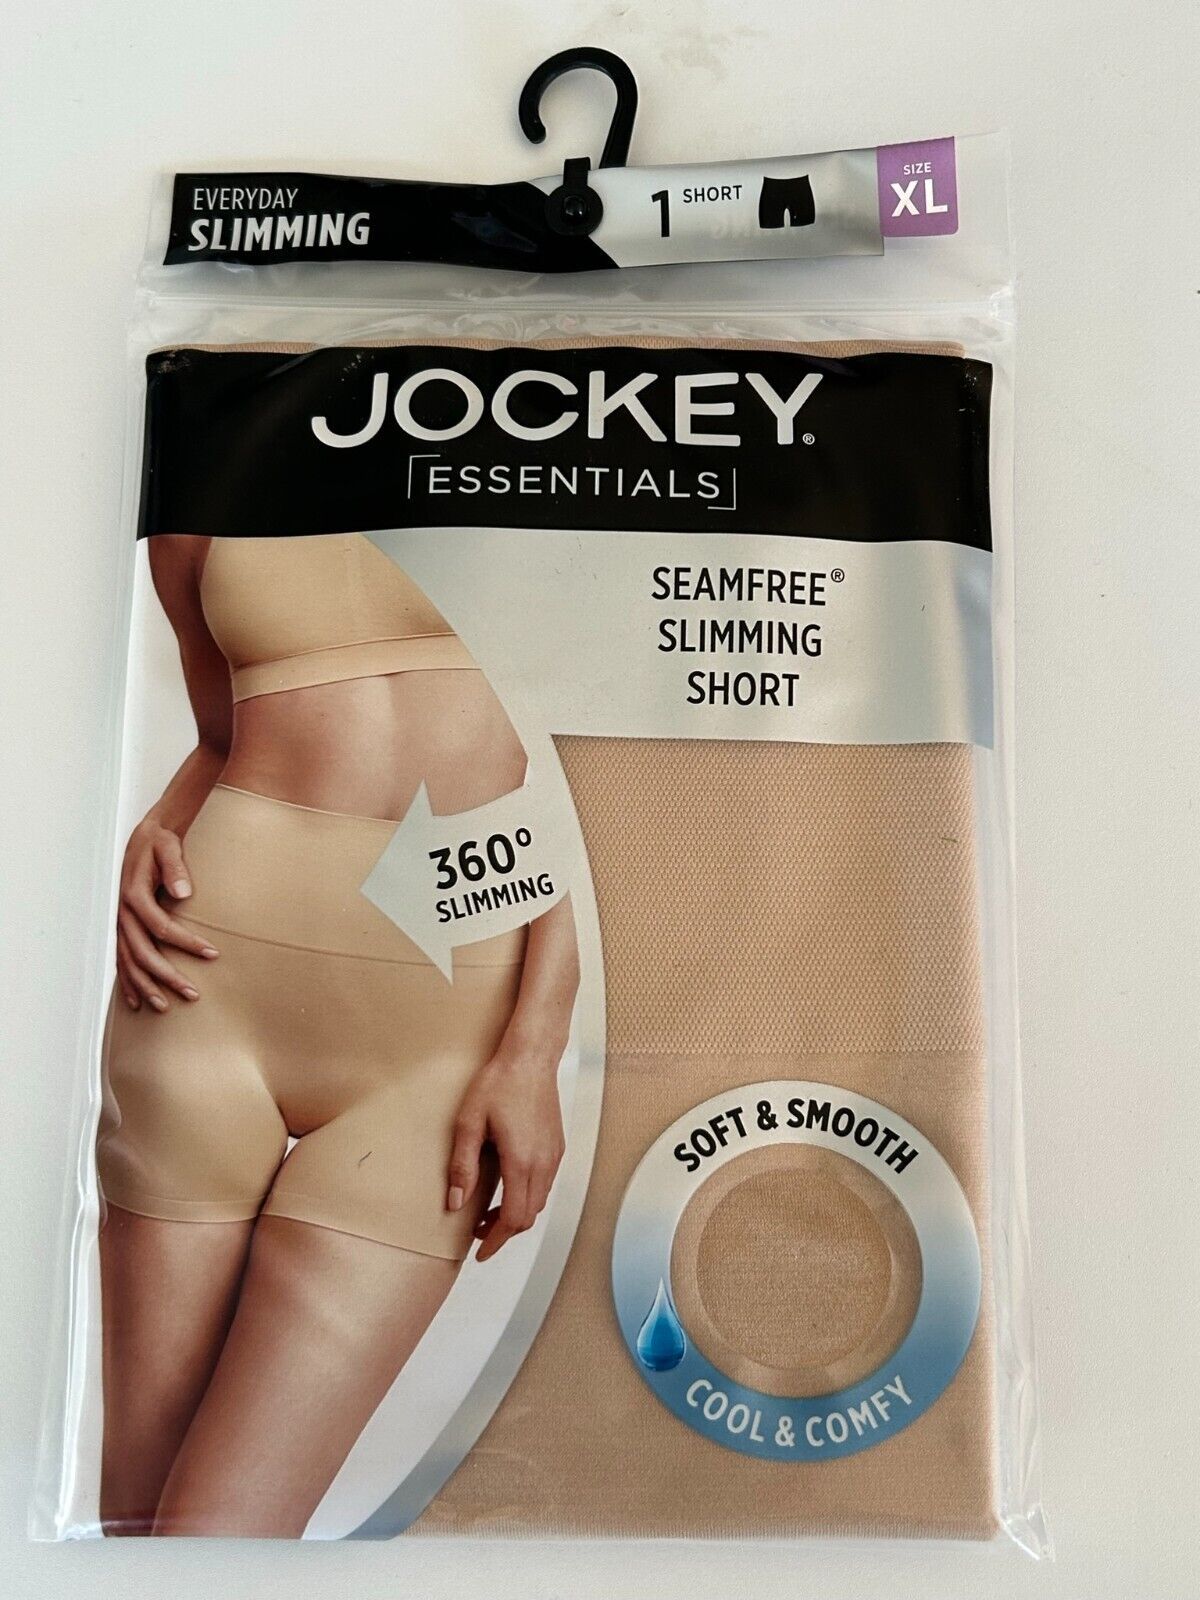 EVERYDAY
SLIMMING
1 SHORT
SIZE
XL
JOCKEY®
ESSENTIALS
SEAMFREE®
SLIMMING
SHORT
360°
SLIMMING
SOFT & SMOOTH
COOL & COMFY